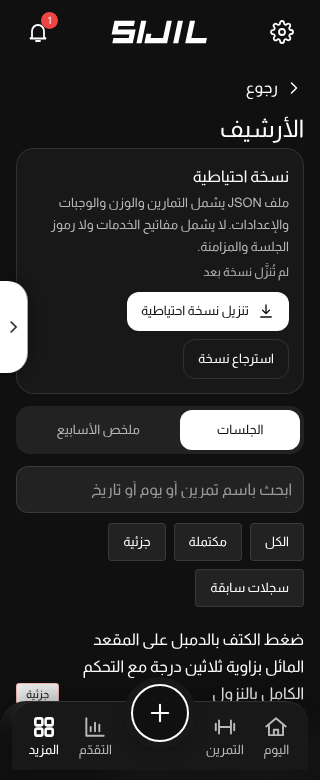 1
SIJIL
رجوع
الأرشيف
نسخة احتياطية
ملف JSON يشمل التمارين والوزن والوجبات
والإعدادات. لا يشمل مفاتيح الخدمات ولا رموز
الجلسة والمزامنة.
لم تُنزَّل نسخة بعد
تنزيل نسخة احتياطية
استرجاع نسخة
الجلسات
ملخص الأسابيع
ابحث باسم تمرين أو يوم أو تاريخ
الكل
مكتملة
جزئية
سجلات سابقة
ضغط الكتف بالدمبل على المقعد
المائل بزاوية ثلاثين درجة مع التحكم
الكامل بالنزول
جزئية
اليوم
التمرين
التقدّم
المزيد